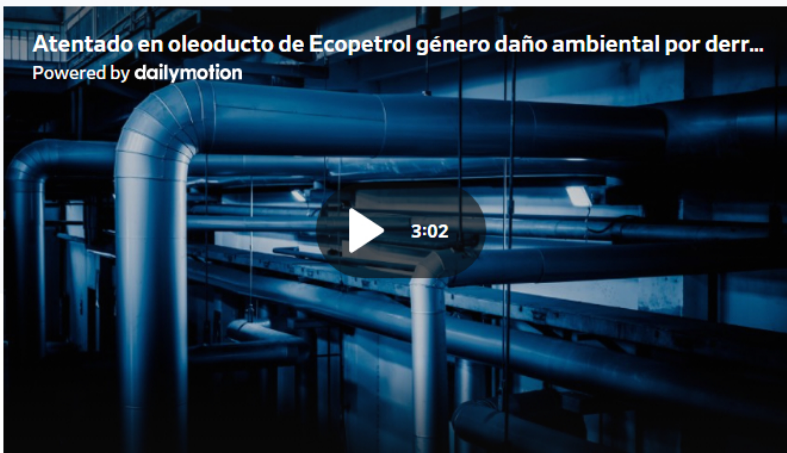 Atentado en oleoducto de Ecopetrol género daño ambiental por derr...
Powered by dailymotion
3:02